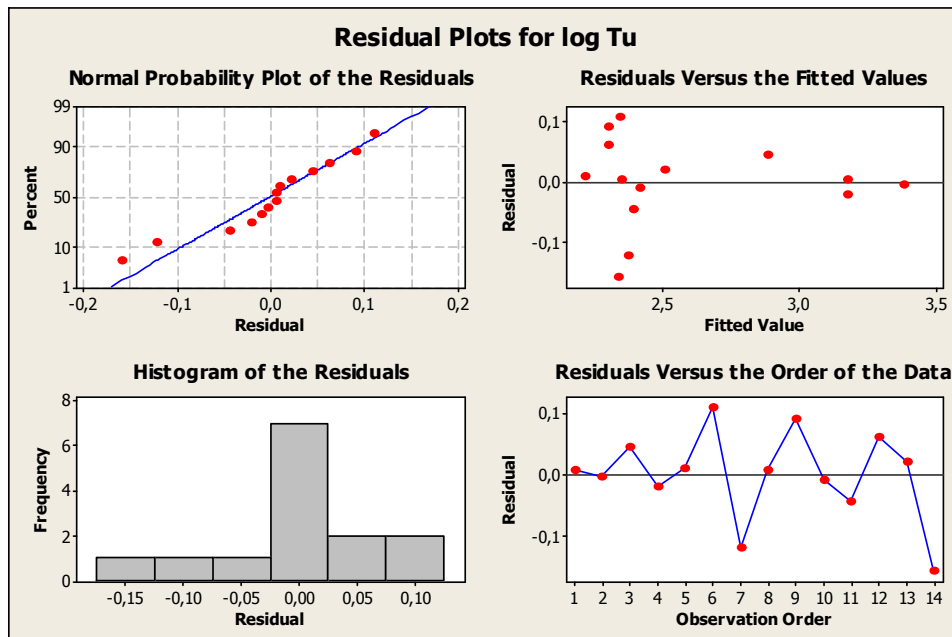 Residual Plots for log Tu
Normal Probability Plot of the Residuals
99
90
50
10
1
Percent
-0,2
-0,1
0,0
0,1
0,2
Residual
Residuals Versus the Fitted Values
0,1
0,0
-0,1
Residual
2,5
3,0
3,5
Fitted Value
Histogram of the Residuals
8
6
4
2
0
Frequency
-0,15
-0,10
-0,05
0,00
0,05
0,10
Residual
Residuals Versus the Order of the Data
0,1
0,0
-0,1
Residual
1 2 3 4 5 6 7 8 9 10 11 12 13 14
Observation Order